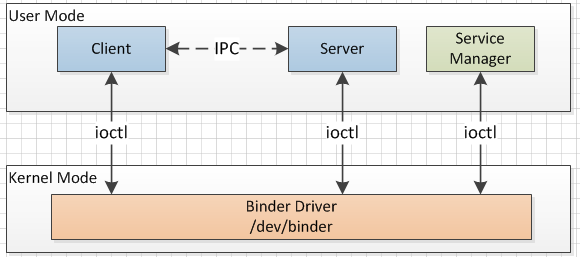 User Mode
Client
IPC
Server
Service
Manager
ioctl
ioctl
ioctl
Kernel Mode
Binder Driver
/dev/binder